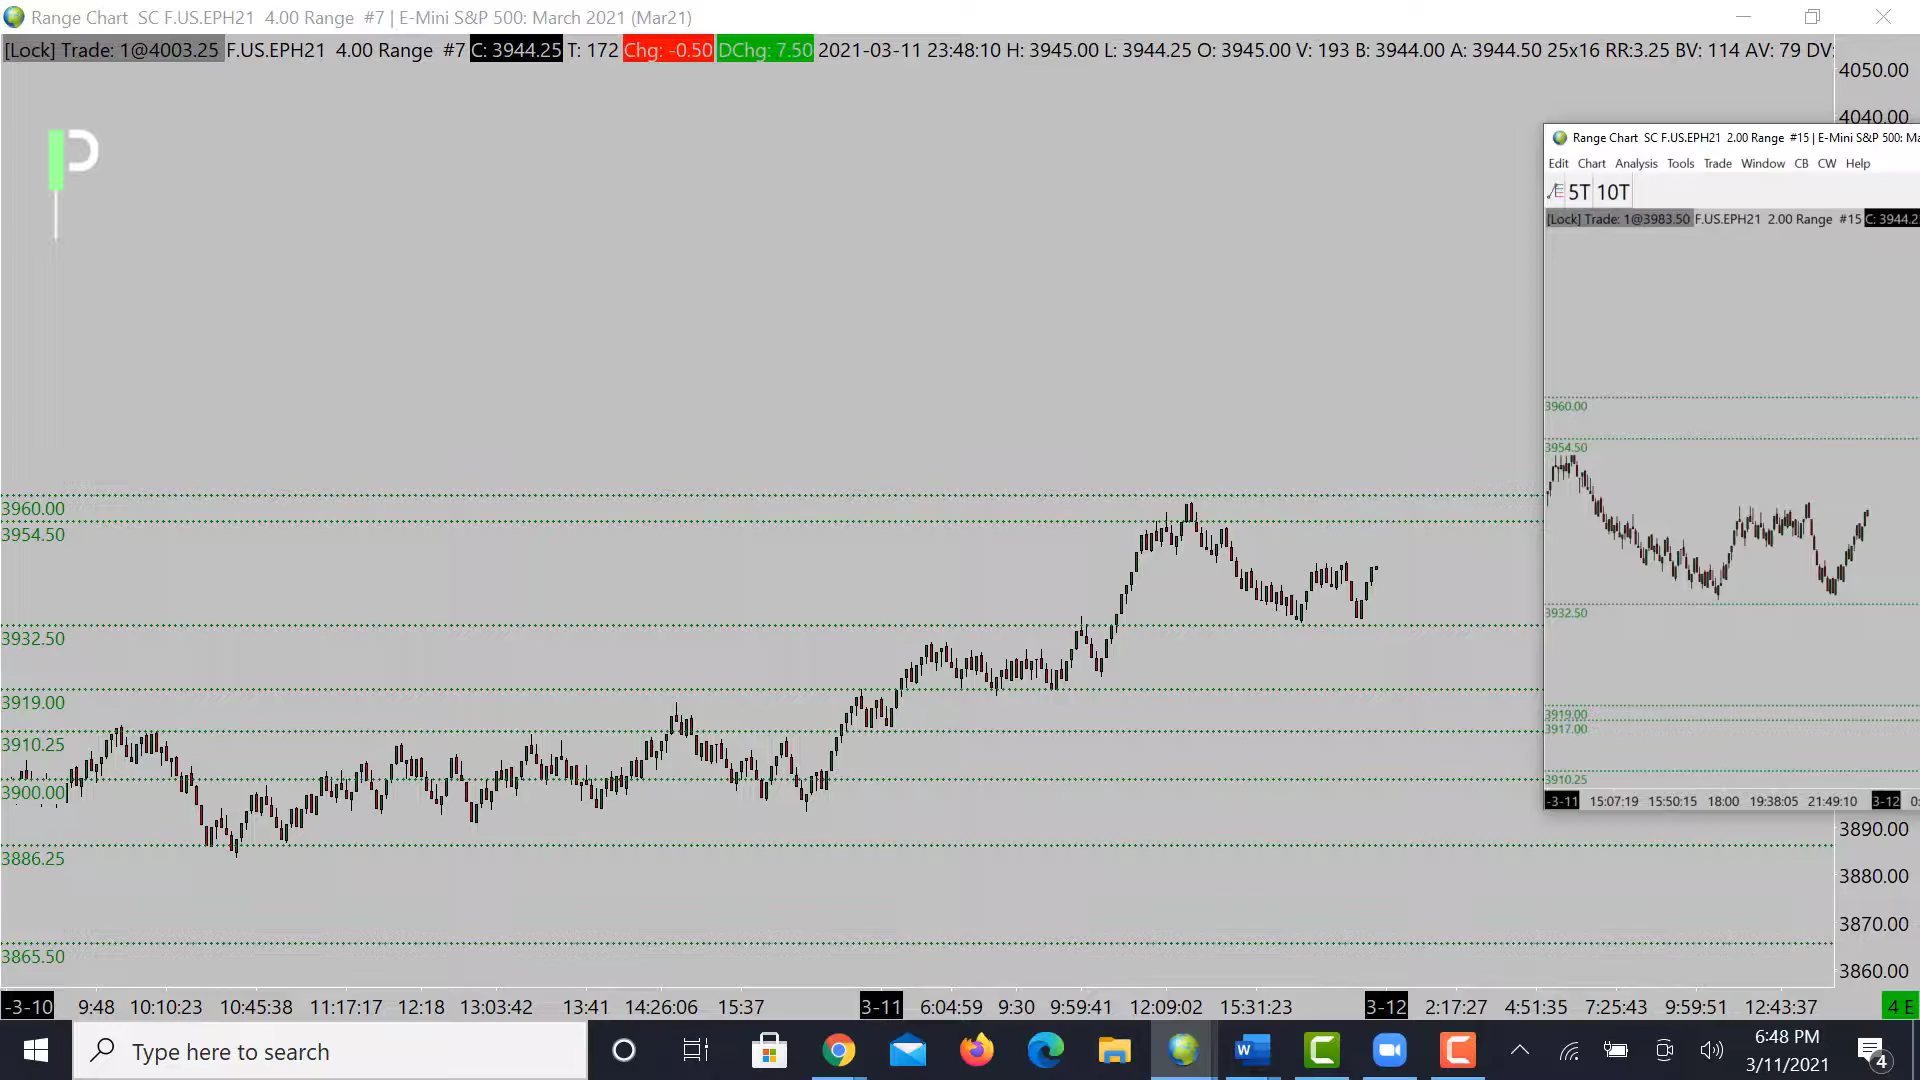 Range Chart SC F.US.EPH21 4.00 Range #7 | E-Mini S&P 500: March 2021 (Mar21)
[Lock] Trade: 1@4003.25 F.US.EPH21 4.00 Range #7 C: 3944.25 T: 172 Chg: -0.50 DChg: 7.50 2021-03-11 23:48:10 H: 3945.00 L: 3944.25 O: 3945.00 V: 193 B: 3944.00 A: 3944.50 25x16 RR:3.25 BV: 114 AV: 79 DV:
4050.00
4040.00
Range Chart SC F.US.EPH21 2.00 Range #15 | E-Mini S&P 500: Ma
Edit Chart Analysis Tools Trade Window CB CW Help
5T 10T
[Lock] Trade: 1@3983.50 F.US.EPH21 2.00 Range #15 C: 3944.2
3960.00
3954.50
3932.50
3919.00
3917.00
3910.25
-3-11 15:07:19 15:50:15 18:00 19:38:05 21:49:10 3-12 0:
3960.00
3954.50
3932.50
3919.00
3910.25
3900.00
3886.25
3865.50
3890.00
3880.00
3870.00
3860.00
-3-10 9:48 10:10:23 10:45:38 11:17:17 12:18 13:03:42 13:41 14:26:06 15:37 3-11 6:04:59 9:30 9:59:41 12:09:02 15:31:23 3-12 2:17:27 4:51:35 7:25:43 9:59:51 12:43:37 4 E
Type here to search
6:48 PM
3/11/2021
4